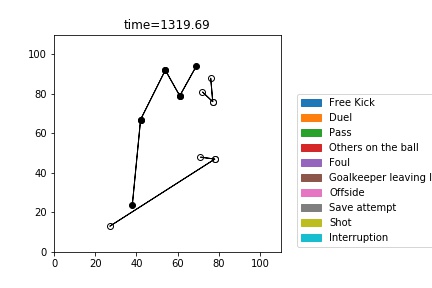 time=1319.69
100
80
60
40
20
0
0 20 40 60 80 100
Free Kick
Duel
Pass
Others on the ball
Foul
Goalkeeper leaving l
Offside
Save attempt
Shot
Interruption